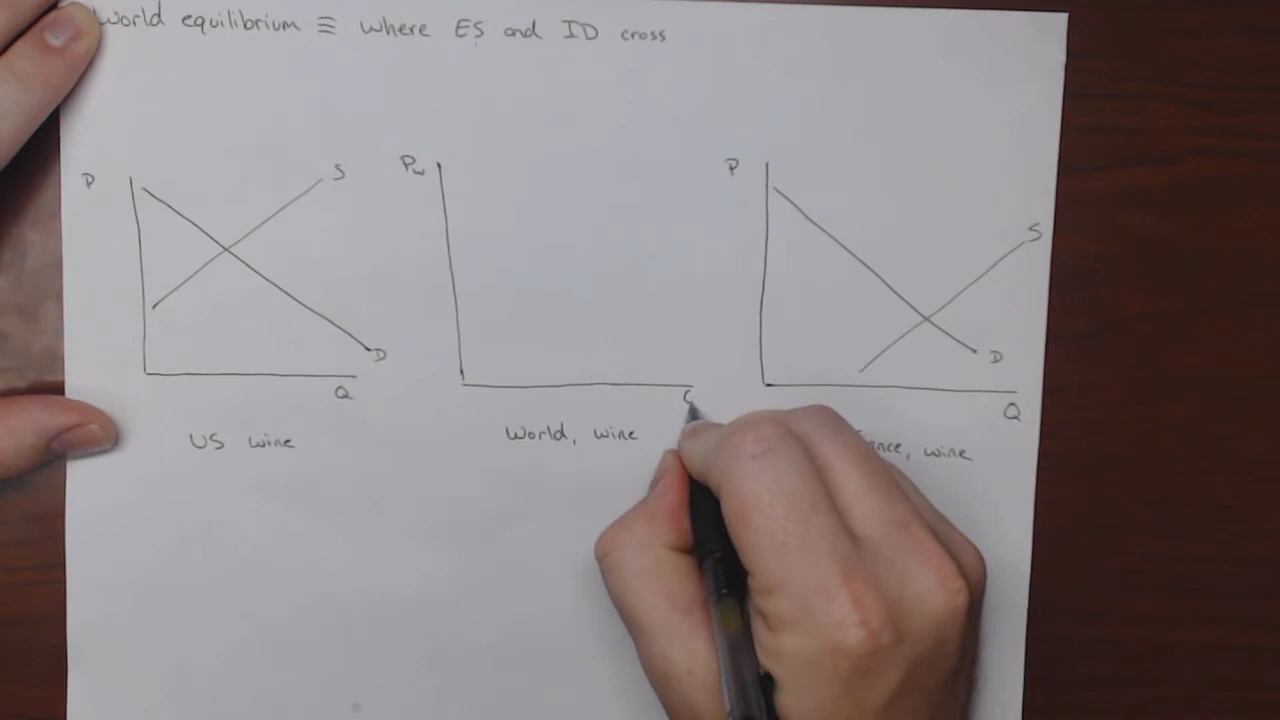 World equilibrium ≡ where ES and ID cross
P
S
D
Q
US wine
Pw
World, wine
P
S
D
Q
wine